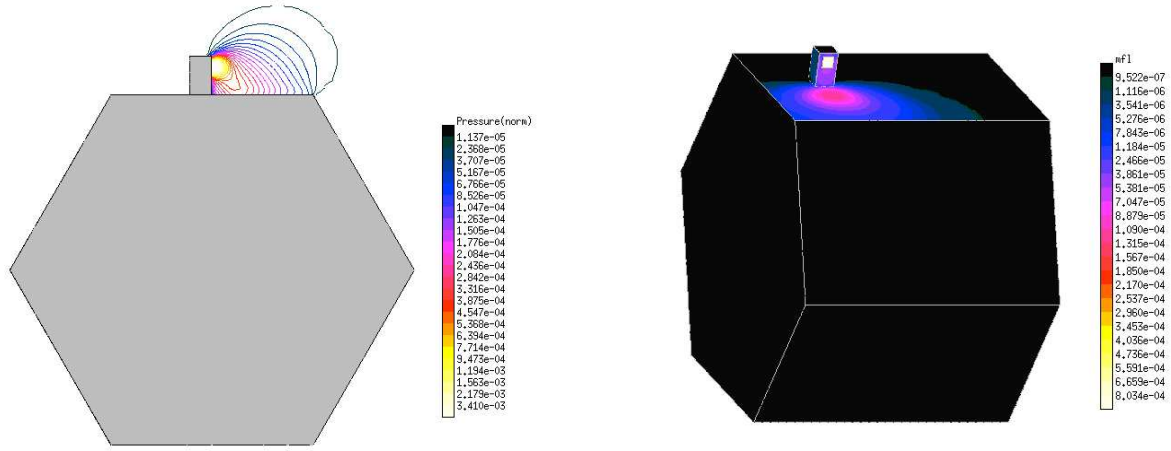 Pressure(norm)
1.137e-05
2.368e-05
3.707e-05
5.167e-05
6.766e-05
8.526e-05
1.047e-04
1.263e-04
1.505e-04
1.776e-04
2.084e-04
2.436e-04
2.842e-04
3.316e-04
3.875e-04
4.547e-04
5.368e-04
6.394e-04
7.714e-04
9.473e-04
1.194e-03
1.563e-03
2.179e-03
3.410e-03
mfl
9.522e-07
1.116e-06
3.541e-06
5.276e-06
7.843e-06
1.184e-05
2.466e-05
3.861e-05
5.381e-05
7.047e-05
8.879e-05
1.090e-04
1.315e-04
1.567e-04
1.850e-04
2.170e-04
2.537e-04
2.960e-04
3.453e-04
4.036e-04
4.736e-04
5.591e-04
6.659e-04
8.034e-04